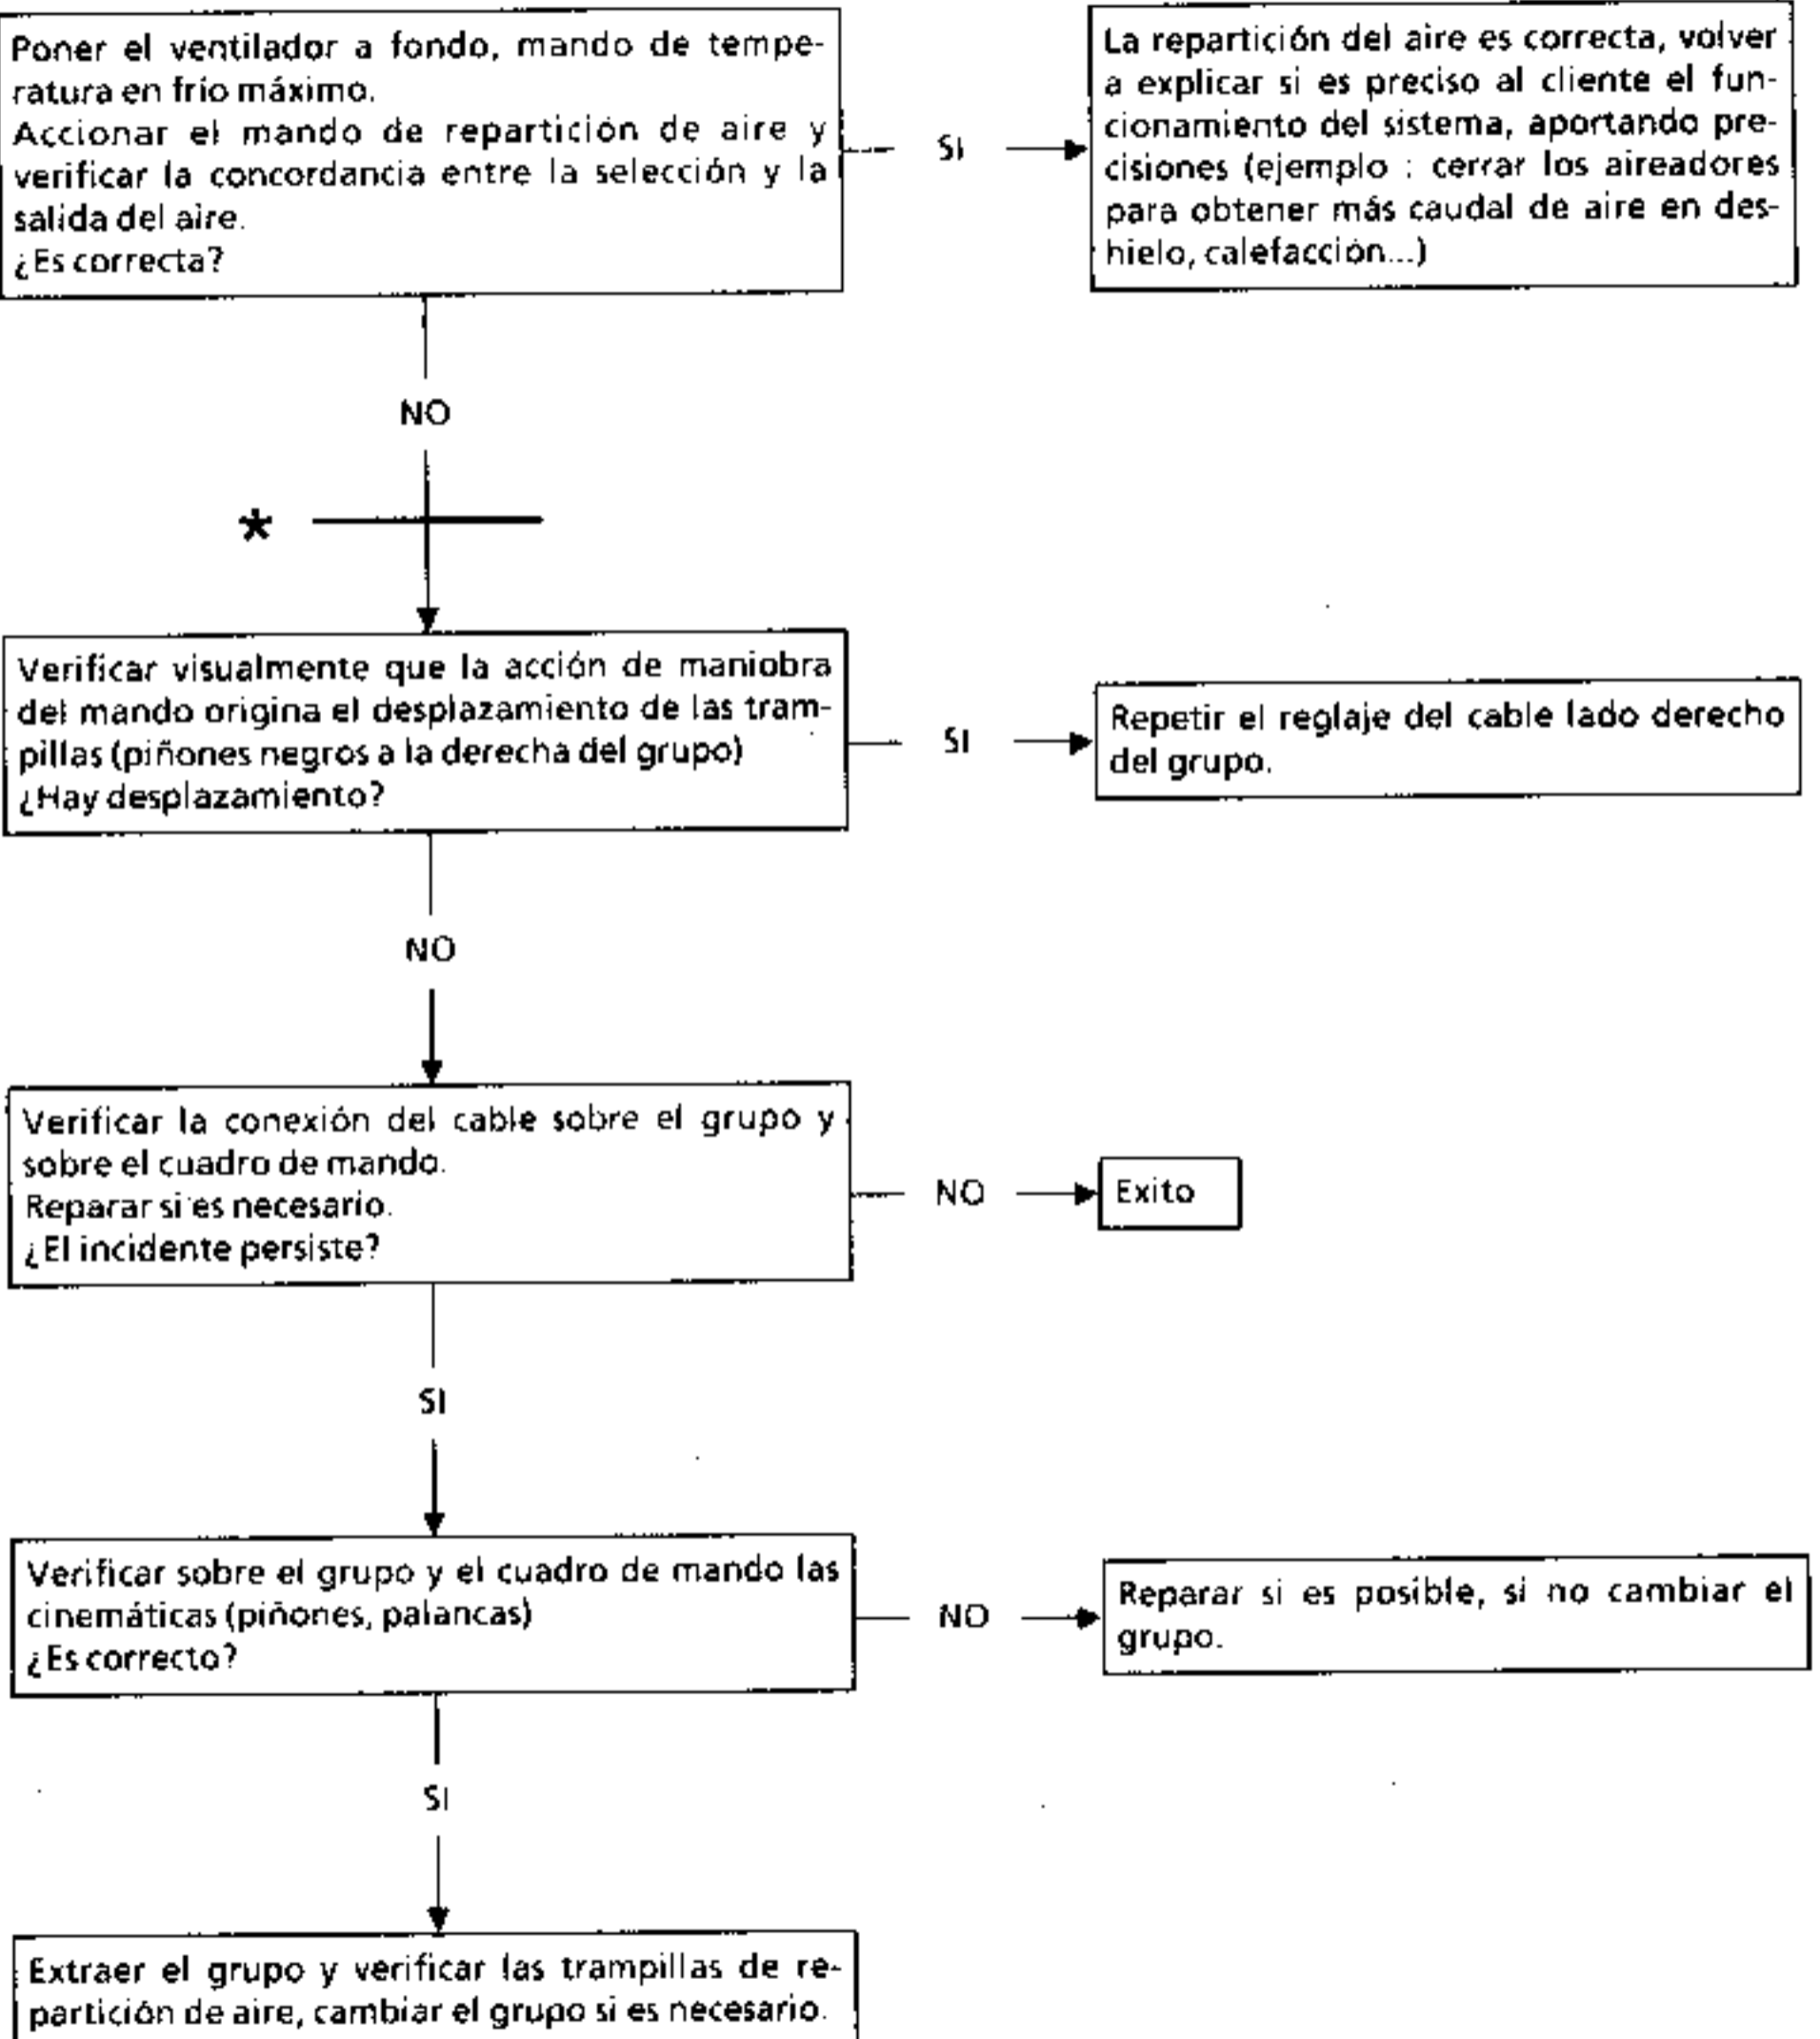 Poner el ventilador a fondo, mando de tempe-
ratura en frío máximo.
Accionar el mando de repartición de aire y
verificar la concordancia entre la selección y la
salida del aire.
¿Es correcta?
SI
La repartición del aire es correcta, volver
a explicar si es preciso al cliente el fun-
cionamiento del sistema, aportando pre-
cisiones (ejemplo : cerrar los aireadores
para obtener más caudal de aire en des-
hielo, calefacción...)
NO
*
Verificar visualmente que la acción de maniobra
del mando origina el desplazamiento de las tram-
pillas (piñones negros a la derecha del grupo)
¿Hay desplazamiento?
SI
Repetir el reglaje del cable lado derecho
del grupo.
NO
Verificar la conexión del cable sobre el grupo y
sobre el cuadro de mando.
Reparar si es necesario.
¿El incidente persiste?
NO
Exito
SI
Verificar sobre el grupo y el cuadro de mando las
cinemáticas (piñones, palancas)
¿Es correcto?
NO
Reparar si es posible, si no cambiar el
grupo.
SI
Extraer el grupo y verificar las trampillas de re-
partición de aire, cambiar el grupo si es necesario.